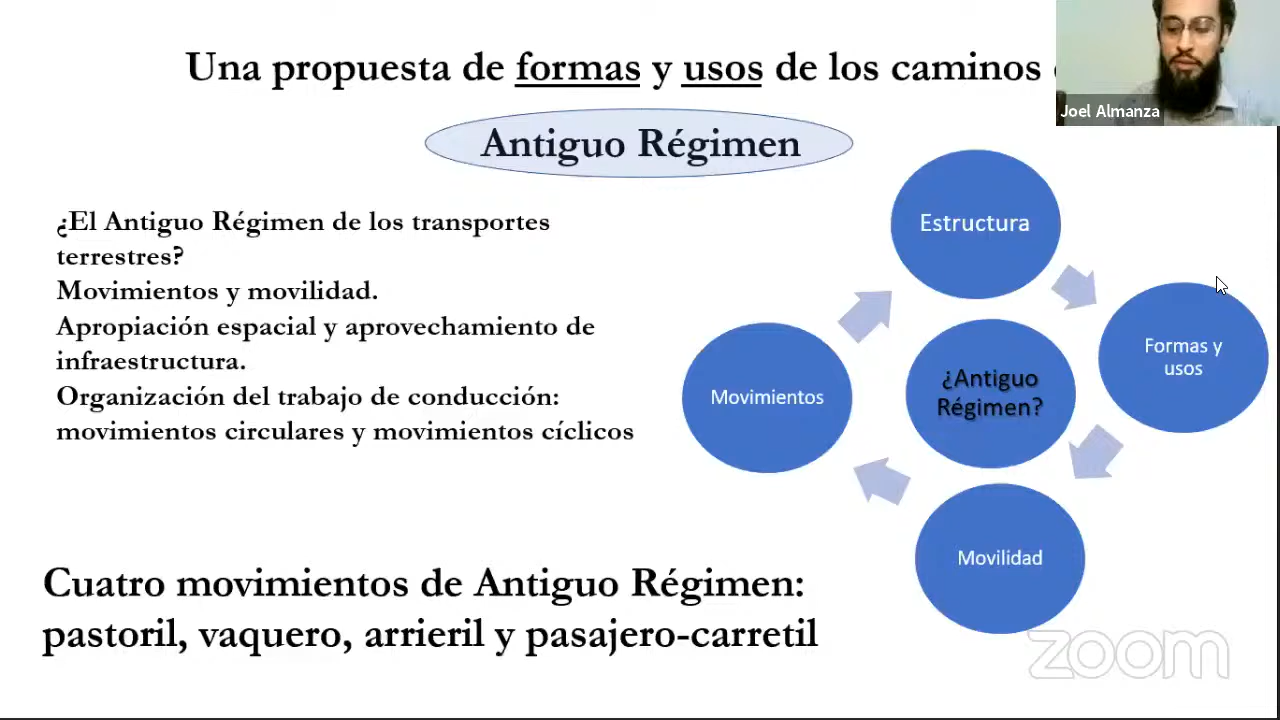 Una propuesta de formas y usos de los caminos
Joel Almanza
Antiguo Régimen
¿El Antiguo Régimen de los transportes
terrestres?
Movimientos y movilidad.
Apropiación espacial y aprovechamiento de
infraestructura.
Organización del trabajo de conducción:
movimientos circulares y movimientos cíclicos
Estructura
Formas y
usos
¿Antiguo
Régimen?
Movimientos
Movilidad
Cuatro movimientos de Antiguo Régimen:
pastoril, vaquero, arrieril y pasajero-carretil
zoom